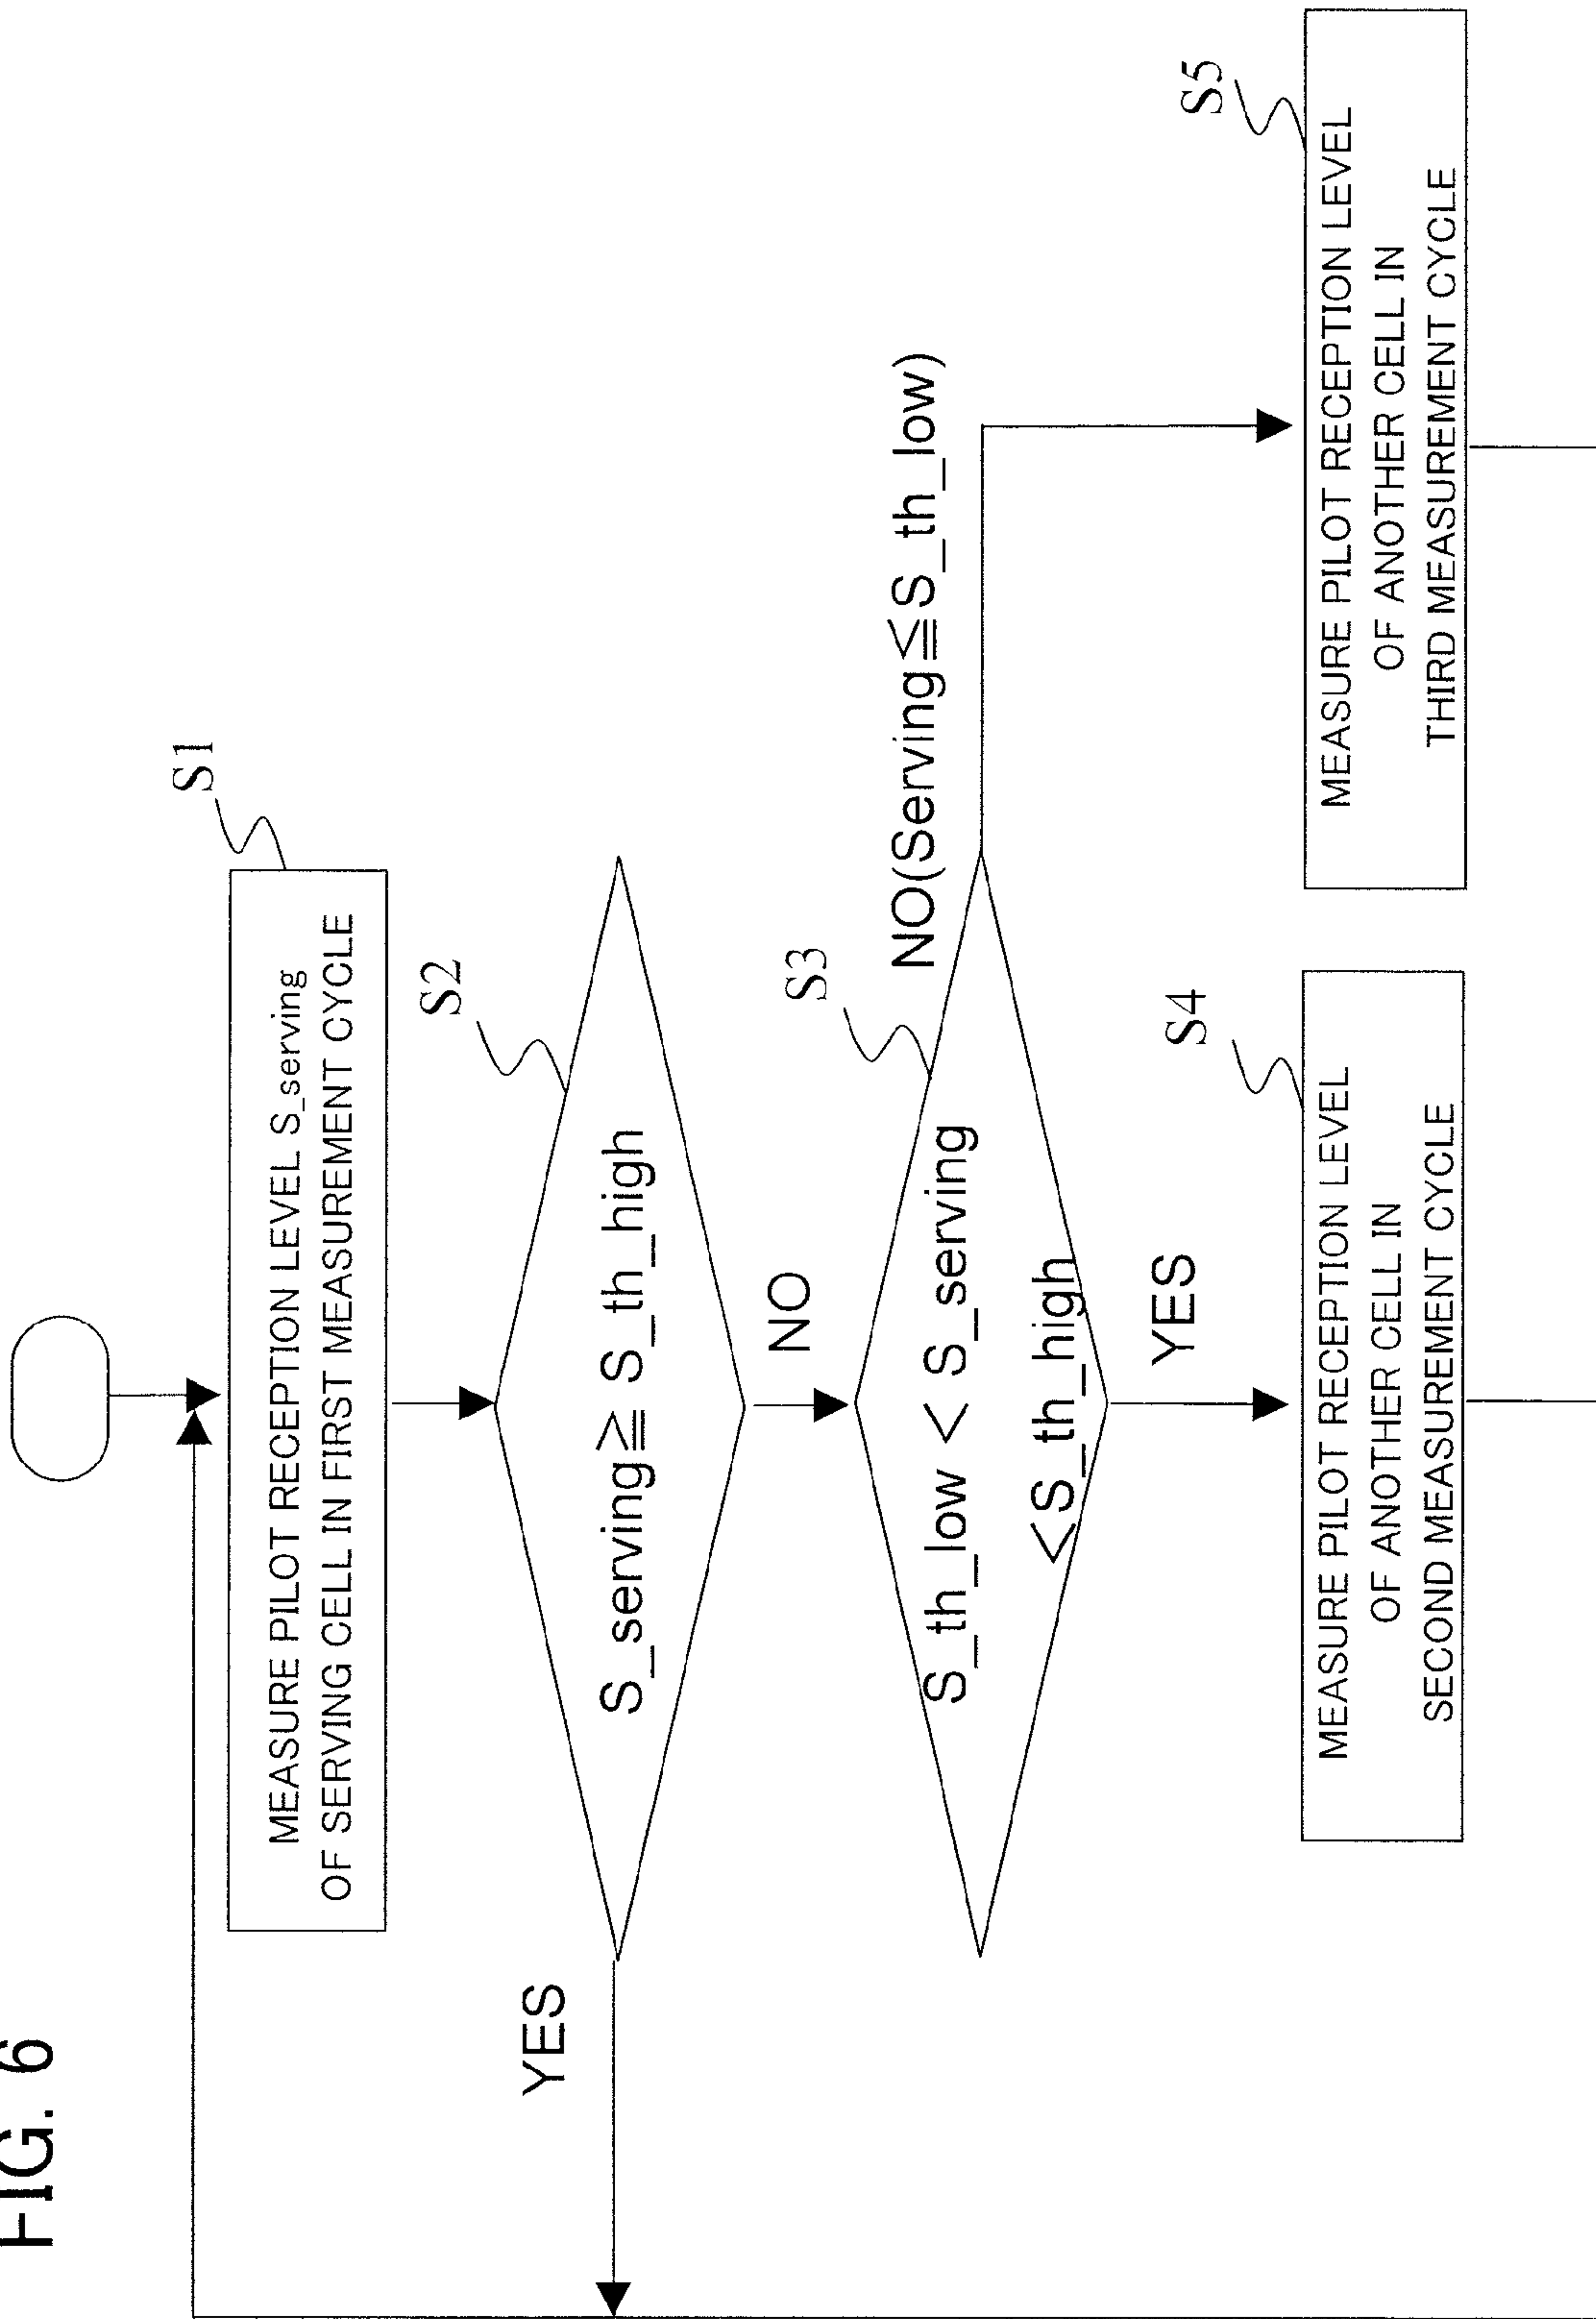 FIG. 6
S1
MEASURE PILOT RECEPTION LEVEL S_serving
OF SERVING CELL IN FIRST MEASUREMENT CYCLE
S2
S_serving≧ S_th_high
YES
NO
S3
S_th_low < S_serving
<S_th_high
NO(Serving≦S_th_low)
YES
S4
MEASURE PILOT RECEPTION LEVEL
OF ANOTHER CELL IN
SECOND MEASUREMENT CYCLE
S5
MEASURE PILOT RECEPTION LEVEL
OF ANOTHER CELL IN
THIRD MEASUREMENT CYCLE